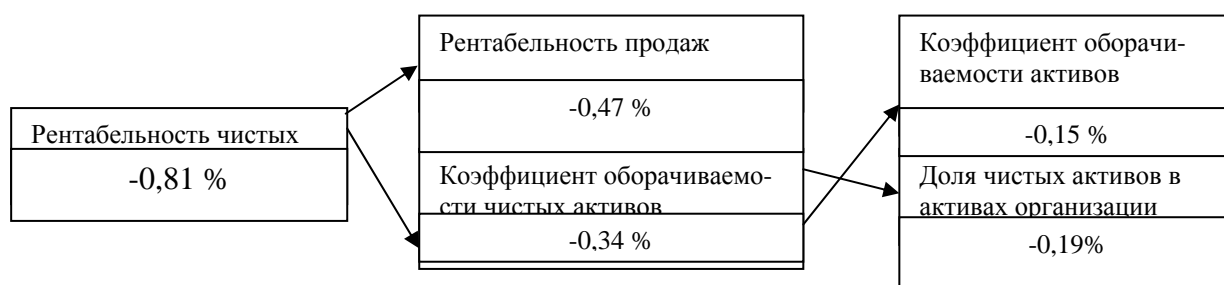 Рентабельность чистых
-0,81 %
Рентабельность продаж
-0,47 %
Коэффициент оборачиваемо-
сти чистых активов
-0,34 %
Коэффициент оборачи-
ваемости активов
-0,15 %
Доля чистых активов в
активах организации
-0,19%